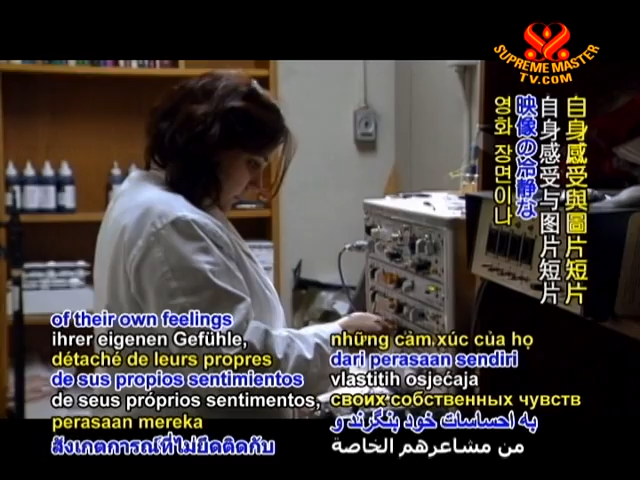 SUPREME MASTER
TV.COM
自身感受與圖片短片
自身感受与图片短片
映像の冷静な
영화 장면이나
of their own feelings
ihrer eigenen Gefühle,
détaché de leurs propres
de sus propios sentimientos
de seus próprios sentimentos,
perasaan mereka
สังเกตการณ์ที่ไม่ยึดติดกับ
những cảm xúc của họ
dari perasaan sendiri
vlastitih osjećaja
своих собственных чувств
به احساسات خود بنگرند و
من مشاعرهم الخاصة